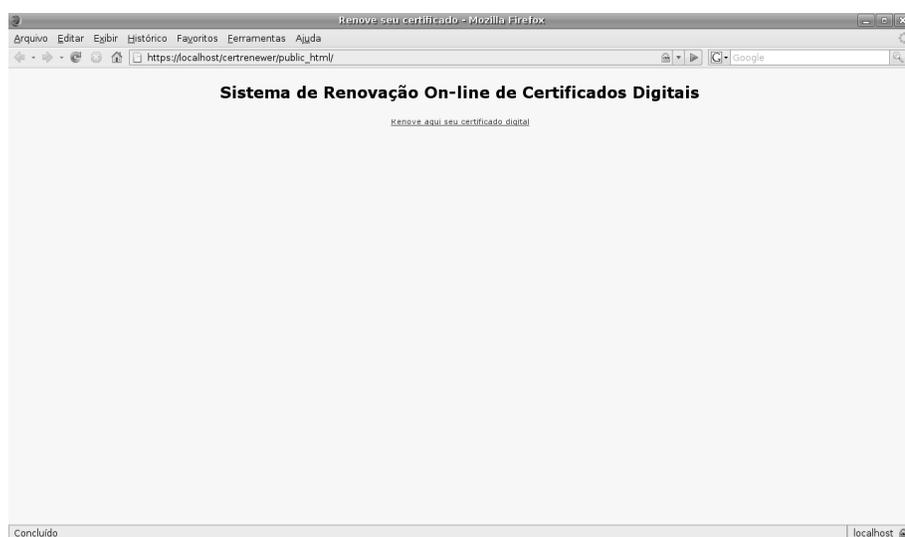 Renove seu certificado - Mozilla Firefox
Arquivo Editar Exibir Histórico Favoritos Ferramentas Ajuda
https://localhost/certrenewer/public_html/
G Google
Sistema de Renovação On-line de Certificados Digitais
Renove aqui seu certificado digital
Concluído
localhost